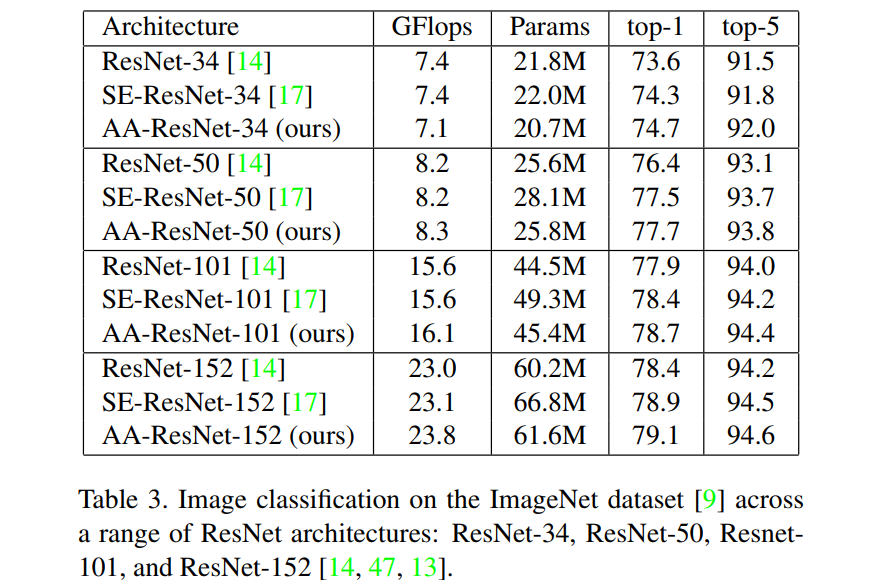 Architecture GFlops Params top-1 top-5
ResNet-34 [14] 7.4 21.8M 73.6 91.5
SE-ResNet-34 [17] 7.4 22.0M 74.3 91.8
AA-ResNet-34 (ours) 7.1 20.7M 74.7 92.0
ResNet-50 [14] 8.2 25.6M 76.4 93.1
SE-ResNet-50 [17] 8.2 28.1M 77.5 93.7
AA-ResNet-50 (ours) 8.3 25.8M 77.7 93.8
ResNet-101 [14] 15.6 44.5M 77.9 94.0
SE-ResNet-101 [17] 15.6 49.3M 78.4 94.2
AA-ResNet-101 (ours) 16.1 45.4M 78.7 94.4
ResNet-152 [14] 23.0 60.2M 78.4 94.2
SE-ResNet-152 [17] 23.1 66.8M 78.9 94.5
AA-ResNet-152 (ours) 23.8 61.6M 79.1 94.6
Table 3. Image classification on the ImageNet dataset [9] across
a range of ResNet architectures: ResNet-34, ResNet-50, Resnet-
101, and ResNet-152 [14, 47, 13].